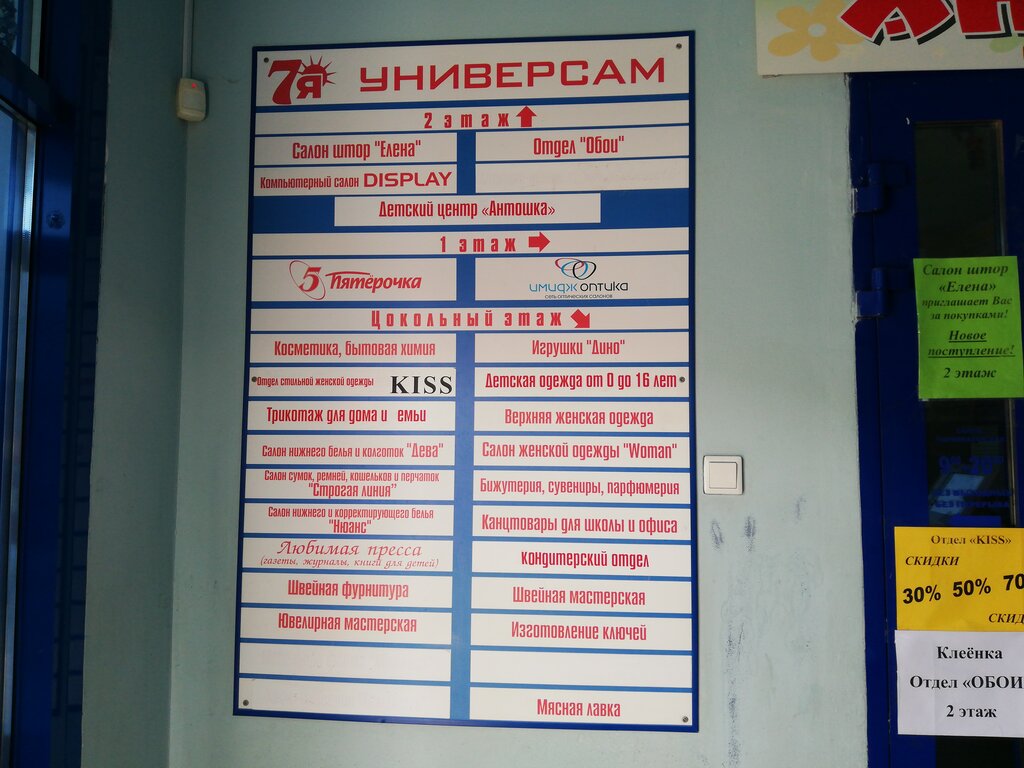 7я УНИВЕРСАМ
2 этаж
Салон штор "Елена"
Отдел "Обои"
Компьютерный салон DISPLAY
Детский центр «Антошка»
1 этаж
5 Пятёрочка
имидж оптика
сеть оптических салонов
Цокольный этаж
Косметика, бытовая химия
Игрушки "Дино"
Отдел стильной женской одежды KISS
Детская одежда от 0 до 16 лет
Трикотаж для дома и емьи
Верхняя женская одежда
Салон нижнего белья и колготок "Дева"
Салон женской одежды "Woman"
Салон сумок, ремней, кошельков и перчаток
"Строгая линия"
Бижутерия, сувениры, парфюмерия
Салон нижнего и корректирующего белья
"Нюанс"
Канцтовары для школы и офиса
Любимая пресса
(газеты, журналы, книги для детей)
кондитерский отдел
Швейная фурнитура
Швейная мастерская
Ювелирная мастерская
Изготовление ключей
Мясная лавка
Салон штор
«Елена»
приглашает Вас
за покупками!
Новое
поступление!
2 этаж
Отдел «KISS»
СКИДКИ
30% 50% 70
СКИД
Клеёнка
Отдел «ОБОИ
2 этаж